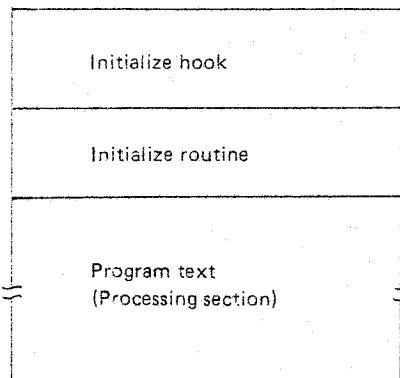 Initialize hook
Initialize routine
Program text
(Processing section)